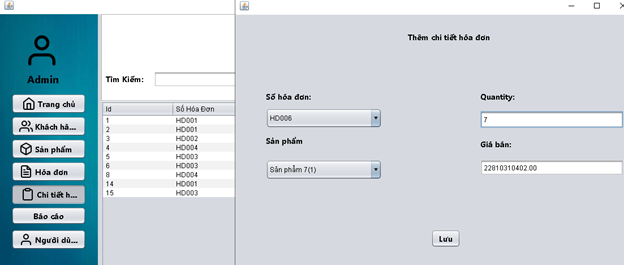 Admin
Trang chủ
Khách hà...
Sản phẩm
Hóa đơn
Chi tiết h...
Báo cáo
Người dù...
Tìm Kiếm:
Id Số Hóa Đơn
1 HD001
2 HD001
3 HD002
4 HD004
5 HD003
6 HD003
8 HD004
14 HD001
15 HD003
Thêm chi tiết hóa đơn
Số hóa đơn:
HD006
Sản phẩm
Sản phẩm 7(1)
Quantity:
7
Giá bán:
22810310402.00
Lưu